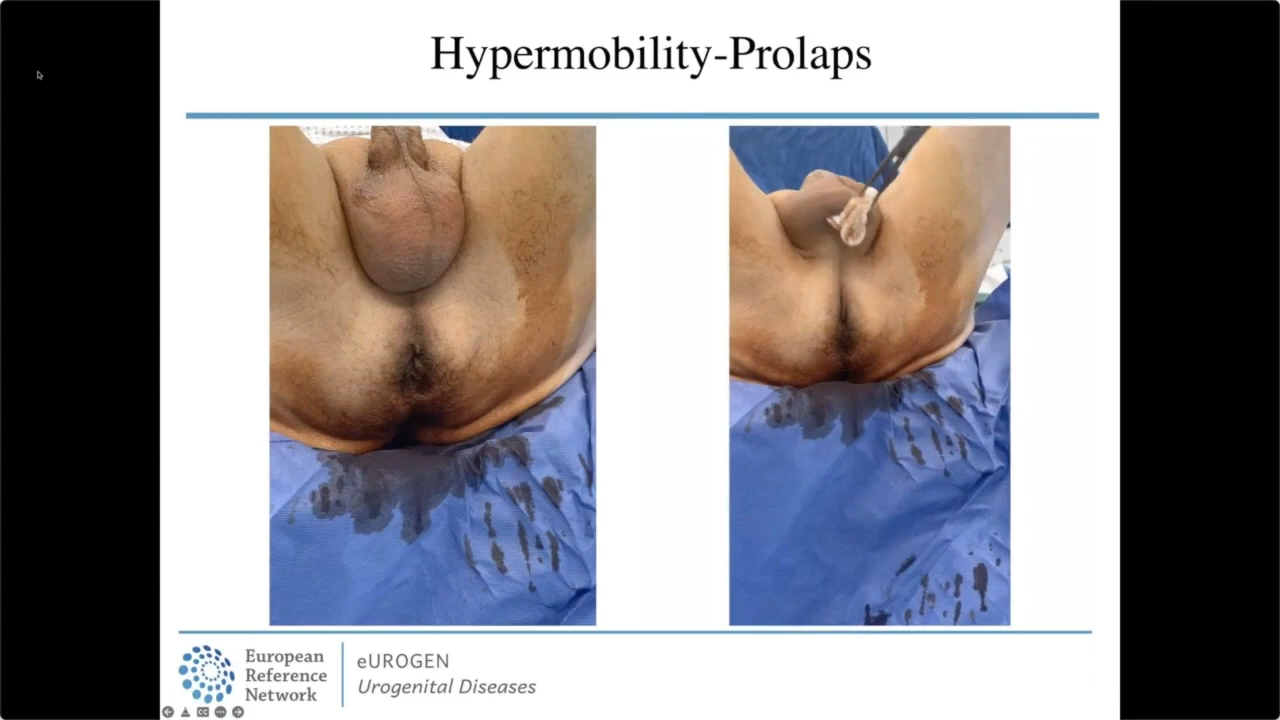 Hypermobility-Prolaps
European
Reference
Network
eUROGEN
Urogenital Diseases